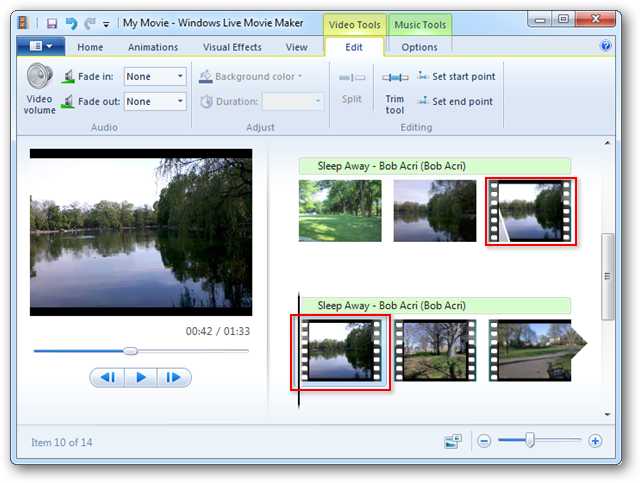 My Movie - Windows Live Movie Maker
Video Tools
Music Tools
Home
Animations
Visual Effects
View
Edit
Options
Video volume
Fade in: None
Fade out: None
Audio
Background color
Duration:
Adjust
Split
Trim tool
Set start point
Set end point
Editing
Sleep Away - Bob Acri (Bob Acri)
Sleep Away - Bob Acri (Bob Acri)
00:42 / 01:33
Item 10 of 14